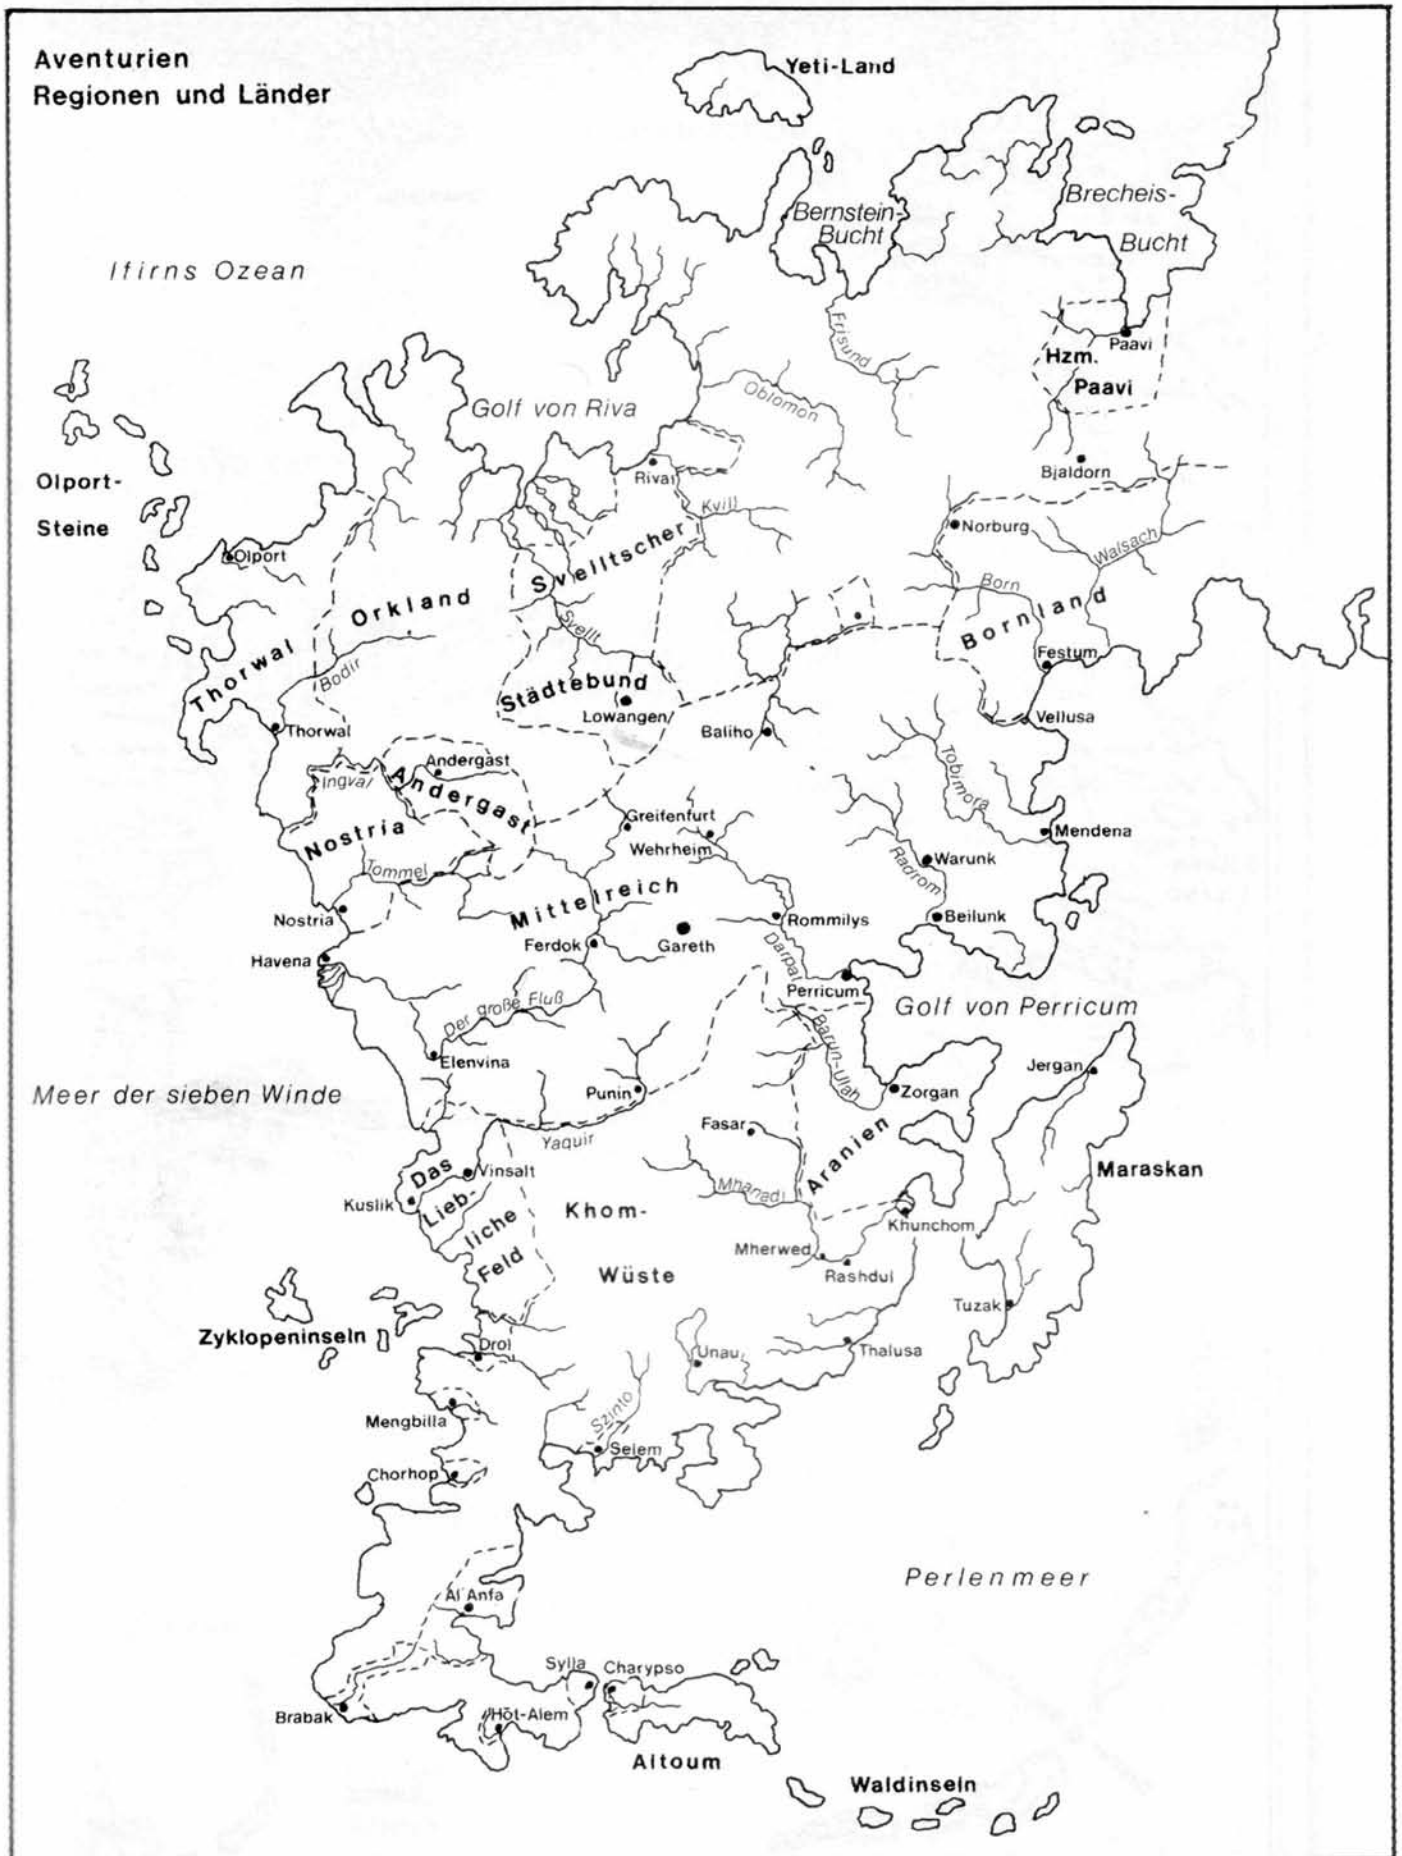 Aventurien
Regionen und Länder
Yeti-Land
Brecheis-
Bucht
Bernstein-
Bucht
Ifirns Ozean
Frisund
Paavi
Hzm.
Paavi
Oblomon
Golf von Riva
Bjaldorn
Riva
Olport-
Steine
Kvill
Norburg
Walsach
Olport
Svelltscher
Born
Orkland
Svellt
Bornland
Thorwal
Bodir
Festum
Städtebund
Lowangen
Vellusa
Baliho
Thorwal
Andergast
Ingval
Andergast
Tobimora
Nostria
Greifenfurt
Wehrheim
Mendena
Tommel
Warunk
Radrom
Mittelreich
Nostria
Rommilys
Beilunk
Ferdok
Gareth
Havena
Darpat
Perricum
Der große Fluß
Golf von Perricum
Barun-Ulah
Elenvina
Jergan
Meer der sieben Winde
Punin
Zorgan
Yaquir
Fasar
Aranien
Das
Lieb-
liche
Feld
Vinsalt
Maraskan
Kuslik
Mhanadi
Khom-
Wüste
Khunchom
Mherwed
Rashdul
Tuzak
Zyklopeninseln
Drol
Unau
Thalusa
Mengbilla
Szinto
Selem
Chorhop
Perlenmeer
Al'Anfa
Sylla
Charypso
Brabak
Hôt-Alem
Altoum
Waldinseln